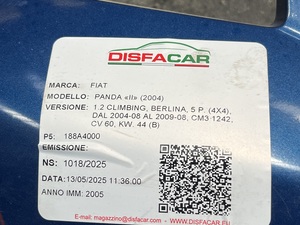 DISFACAR
MARCA: FIAT
MODELLO: PANDA «II» (2004)
VERSIONE: 1.2 CLIMBING, BERLINA, 5 P. (4X4),
DAL 2004-08 AL 2009-08, CM3 1242,
CV 60, KW. 44 (B)
P5: 188A4000
EMISSIONE:
NS: 1018/2025
DATA: 13/05/2025 11:36.00
ANNO IMM: 2005
E-mail: magazzino@disfacar.eu
WWW.DISFACAR.EU